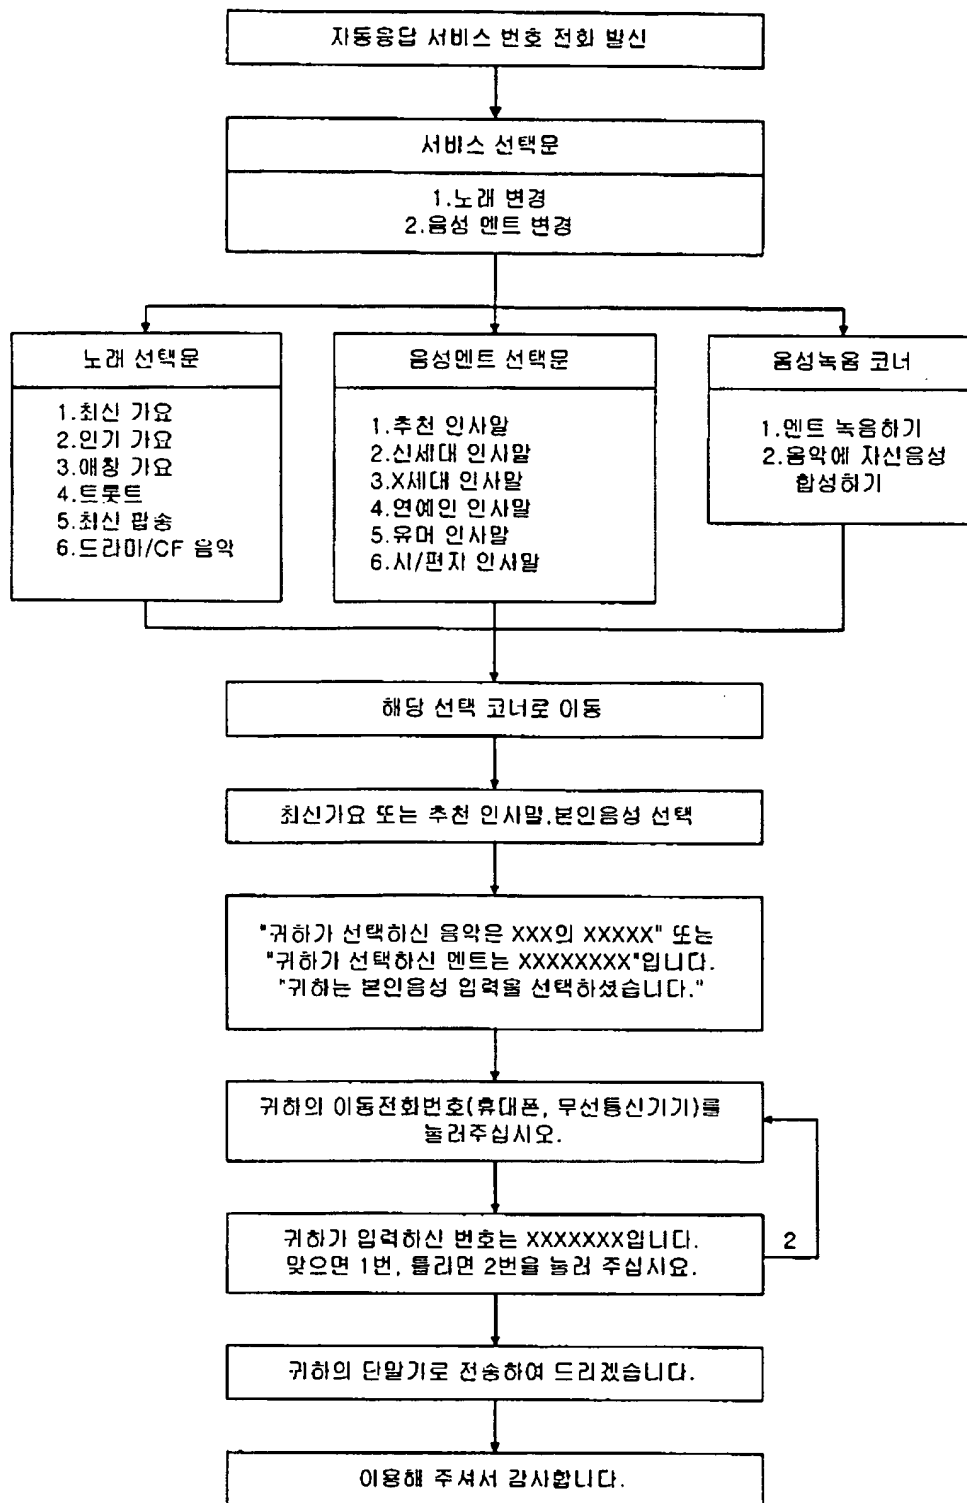 자동응답 서비스 번호 전화 발신
서비스 선택문
1.노래 변경
2.음성 멘트 변경
노래 선택문
1.최신 가요
2.인기 가요
3.애창 가요
4.트롯트
5.최신 팝송
6.드라마/CF 음악
음성멘트 선택문
1.추천 인사말
2.신세대 인사말
3.X세대 인사말
4.연예인 인사말
5.유머 인사말
6.시/편지 인사말
음성녹음 코너
1.멘트 녹음하기
2.음악에 자신음성
합성하기
해당 선택 코너로 이동
최신가요 또는 추천 인사말,본인음성 선택
"귀하가 선택하신 음악은 XXX의 XXXXX" 또는
"귀하가 선택하신 멘트는 XXXXXXXX"입니다.
"귀하는 본인음성 입력을 선택하셨습니다."
귀하의 이동전화번호(휴대폰, 무선통신기기)를
눌러주십시오.
귀하가 입력하신 번호는 XXXXXXX입니다.
맞으면 1번, 틀리면 2번을 눌러 주십시요.
2
귀하의 단말기로 전송하여 드리겠습니다.
이용해 주셔서 감사합니다.